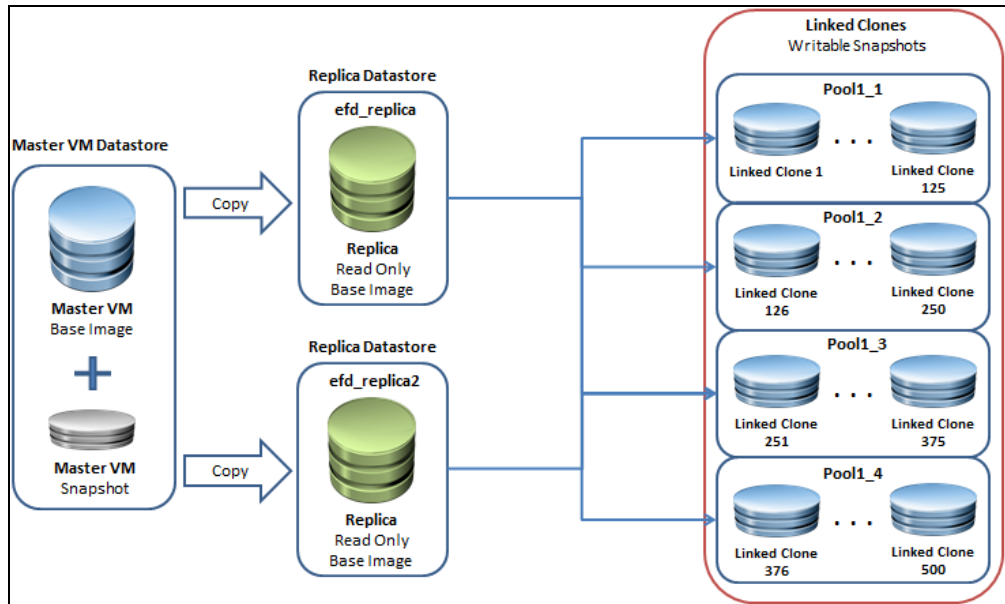 Master VM Datastore
Master VM
Base Image
Master VM
Snapshot
Copy
Copy
Replica Datastore
efd_replica
Replica
Read Only
Base Image
Replica Datastore
efd_replica2
Replica
Read Only
Base Image
Linked Clones
Writable Snapshots
Pool1_1
. . .
Linked Clone 1
Linked Clone
125
Pool1_2
. . .
Linked Clone
126
Linked Clone
250
Pool1_3
. . .
Linked Clone
251
Linked Clone
375
Pool1_4
. . .
Linked Clone
376
Linked Clone
500